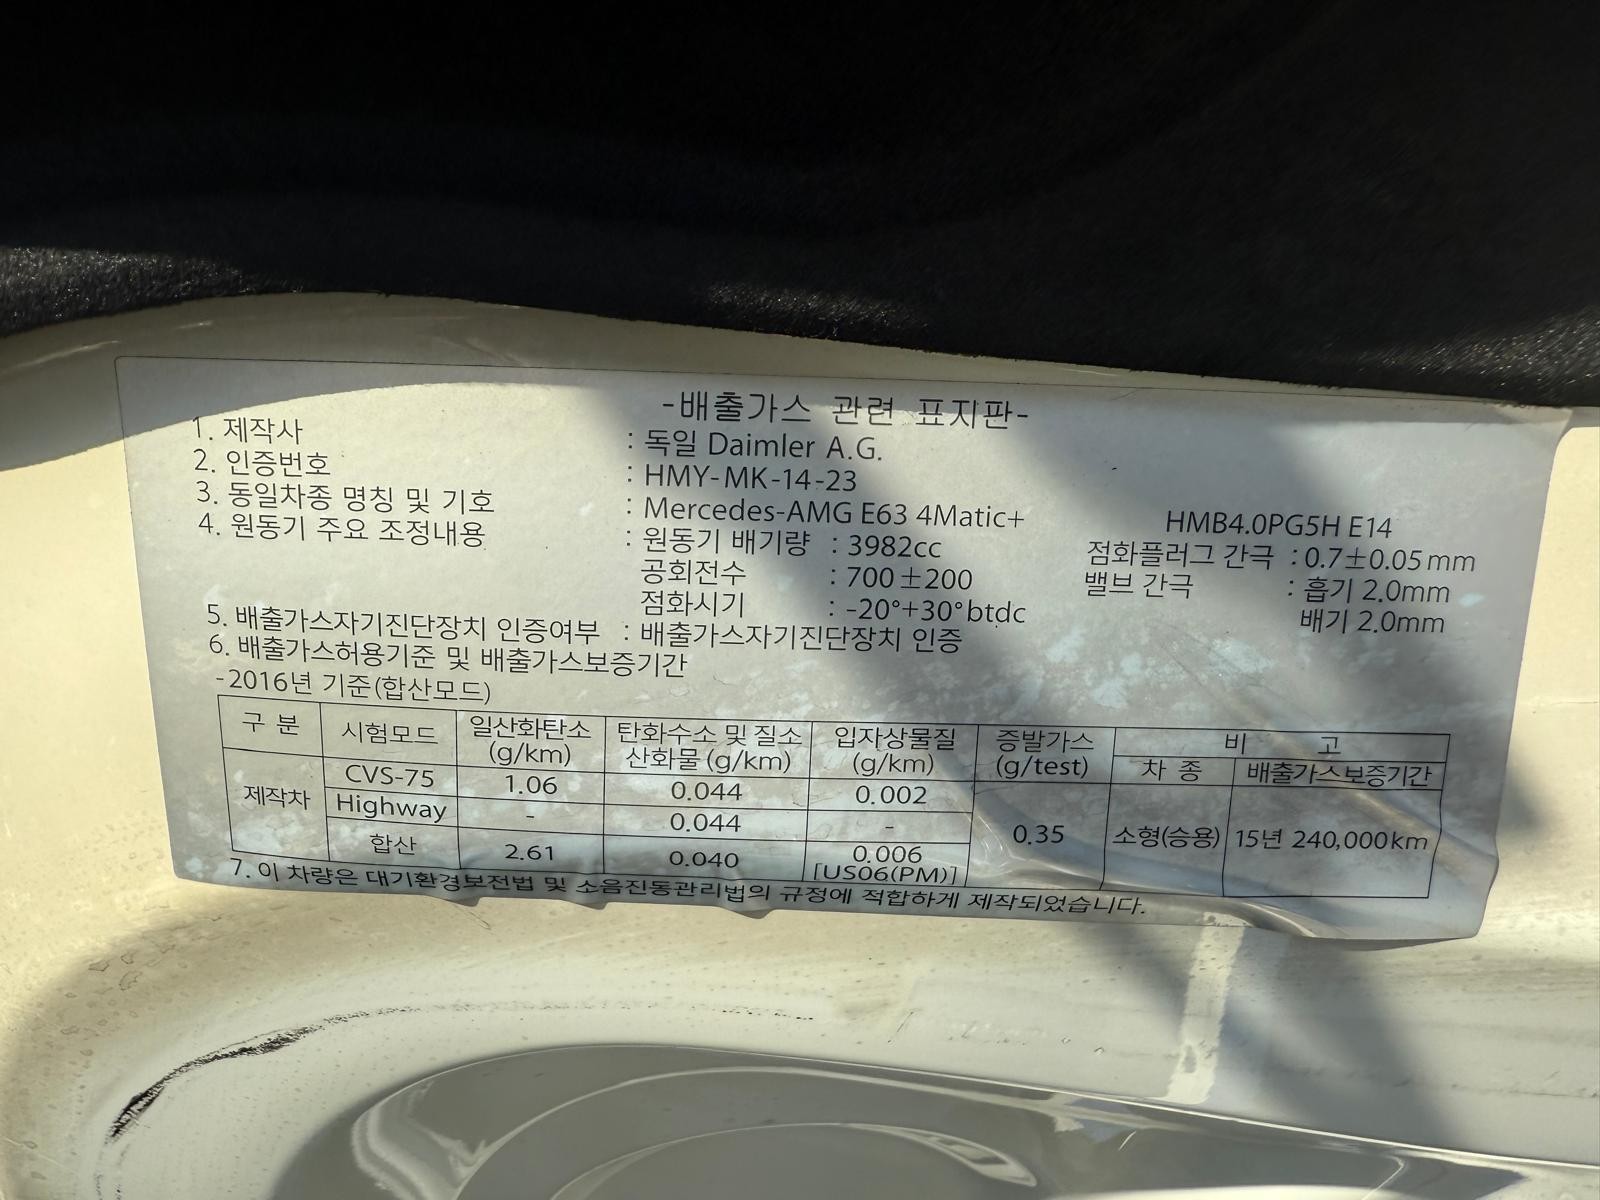 -배출가스 관련 표지판-
1. 제작사 : 독일 Daimler A.G.
2. 인증번호 : HMY-MK-14-23
3. 동일차종 명칭 및 기호 : Mercedes-AMG E63 4Matic+ HMB4.0PG5H E14
4. 원동기 주요 조정내용 : 원동기 배기량 : 3982cc 점화플러그 간극 : 0.7±0.05mm
공회전수 : 700±200 밸브 간극 : 흡기 2.0mm
점화시기 : -20°+30°btdc 배기 2.0mm
5. 배출가스자기진단장치 인증여부 : 배출가스자기진단장치 인증
6. 배출가스허용기준 및 배출가스보증기간
-2016년 기준(합산모드)
구 분 시험모드 일산화탄소 (g/km) 탄화수소 및 질소 산화물 (g/km) 입자상물질 (g/km) 증발가스 (g/test) 비 고
차 종 배출가스보증기간
제작차 CVS-75 1.06 0.044 0.002 0.35 소형(승용) 15년 240,000km
Highway - 0.044 -
합산 2.61 0.040 0.006 [US06(PM)]
7. 이 차량은 대기환경보전법 및 소음진동관리법의 규정에 적합하게 제작되었습니다.